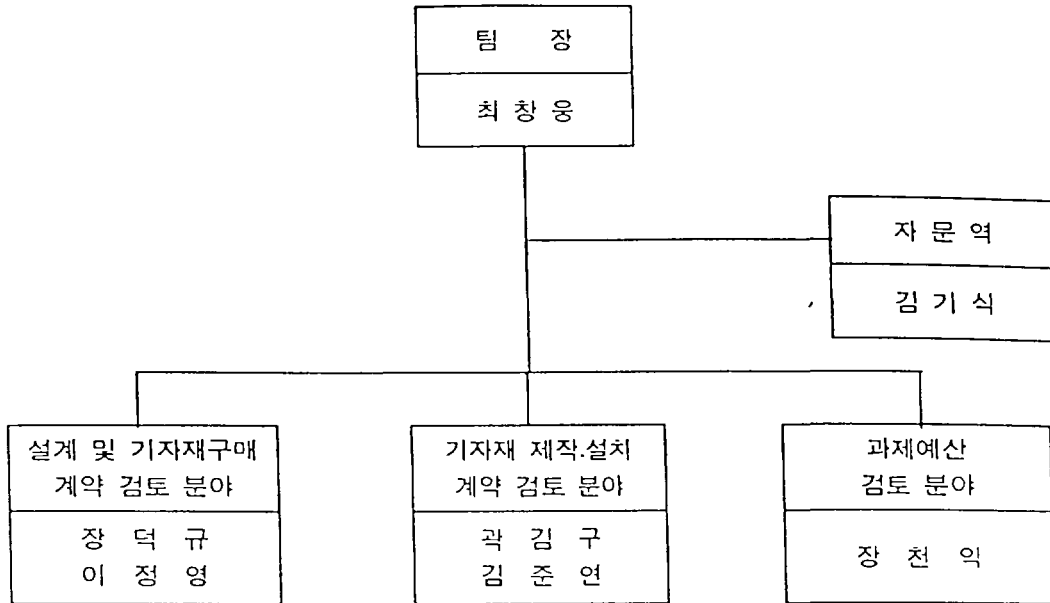 팀 장
최 창 웅
자 문 역
김 기 식
설계 및 기자재구매
계약 검토 분야
장 덕 규
이 정 영
기자재 제작.설치
계약 검토 분야
곽 김 구
김 준 연
과제예산
검토 분야
장 천 익